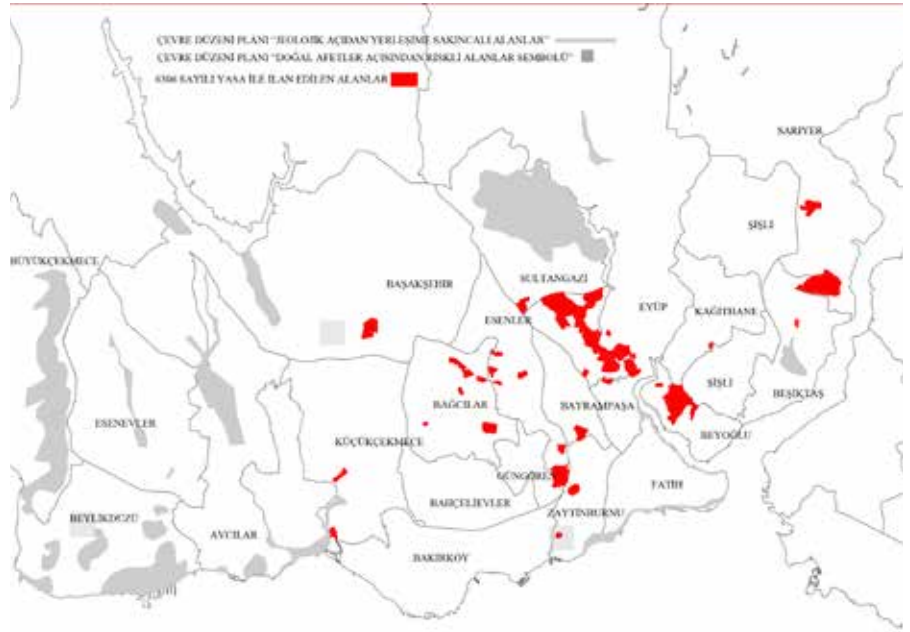 ÇEVRE DÜZENİ PLANI "JEOLOJİK AÇIDAN YERLEŞİME SAKINCALI ALANLAR"
ÇEVRE DÜZENİ PLANI "DOĞAL AFETLER AÇISINDAN RİSKLİ ALANLAR SEMBOLÜ"
6306 SAYILI YASA İLE İLAN EDİLEN ALANLAR
SARIYER
ŞİŞLİ
BÜYÜKÇEKMECE
SULTANGAZİ
BAŞAKŞEHİR
EYÜP
KAĞITHANE
ESENLER
ŞİŞLİ
BEŞİKTAŞ
BAĞCILAR
BAYRAMPAŞA
ESENEVLER
BEYOĞLU
KÜÇÜKÇEKMECE
GÜNGÖREN
FATİH
BAHÇELİEVLER
ZAYTİNBURNU
BEYLİKDÜZÜ
AVCILAR
BAKIRKÖY